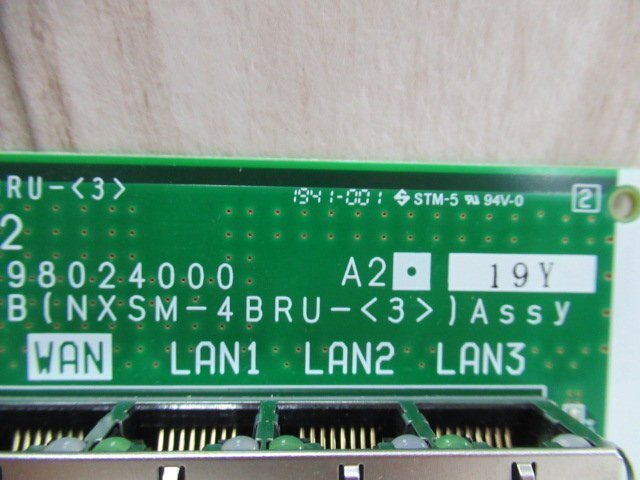 RU-<3>
1941-001 STM-5 94V-0 2
2
98024000 A2 19Y
B(NXSM-4BRU-<3>)Assy
WAN LAN1 LAN2 LAN3